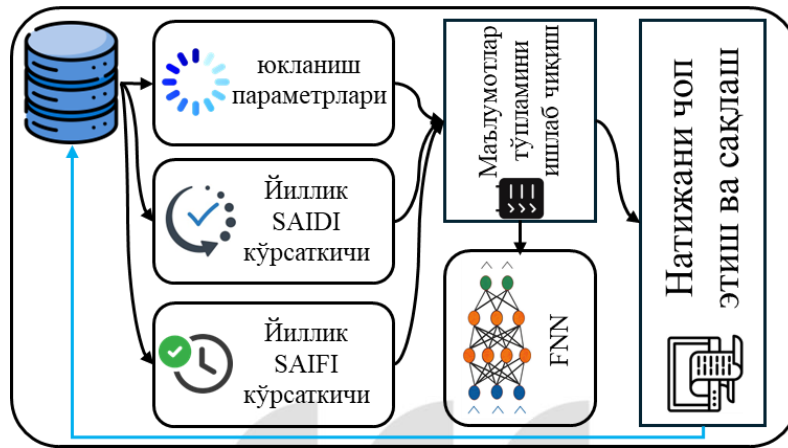 юкланиш
параметрлари
Йиллик
SAIDI
кўрсаткичи
Йиллик
SAIFI
кўрсаткичи
Маълумотлар
тўпламини
ишлаб чиқиш
FNN
Натижани чоп
этиш ва сақлаш